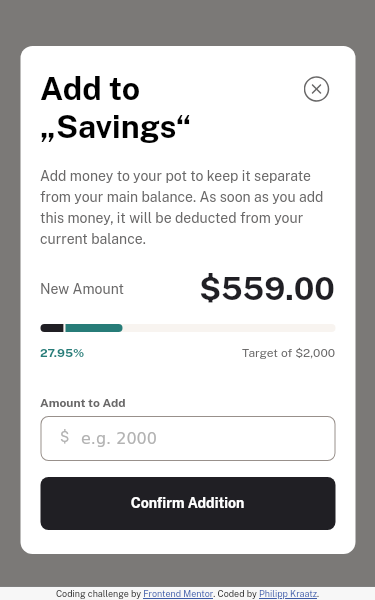 Add to
„Savings“
Add money to your pot to keep it separate
from your main balance. As soon as you add
this money, it will be deducted from your
current balance.
New Amount $559.00
27.95% Target of $2,000
Amount to Add
$ e.g. 2000
Confirm Addition
Coding challenge by Frontend Mentor. Coded by Philipp Kraatz.